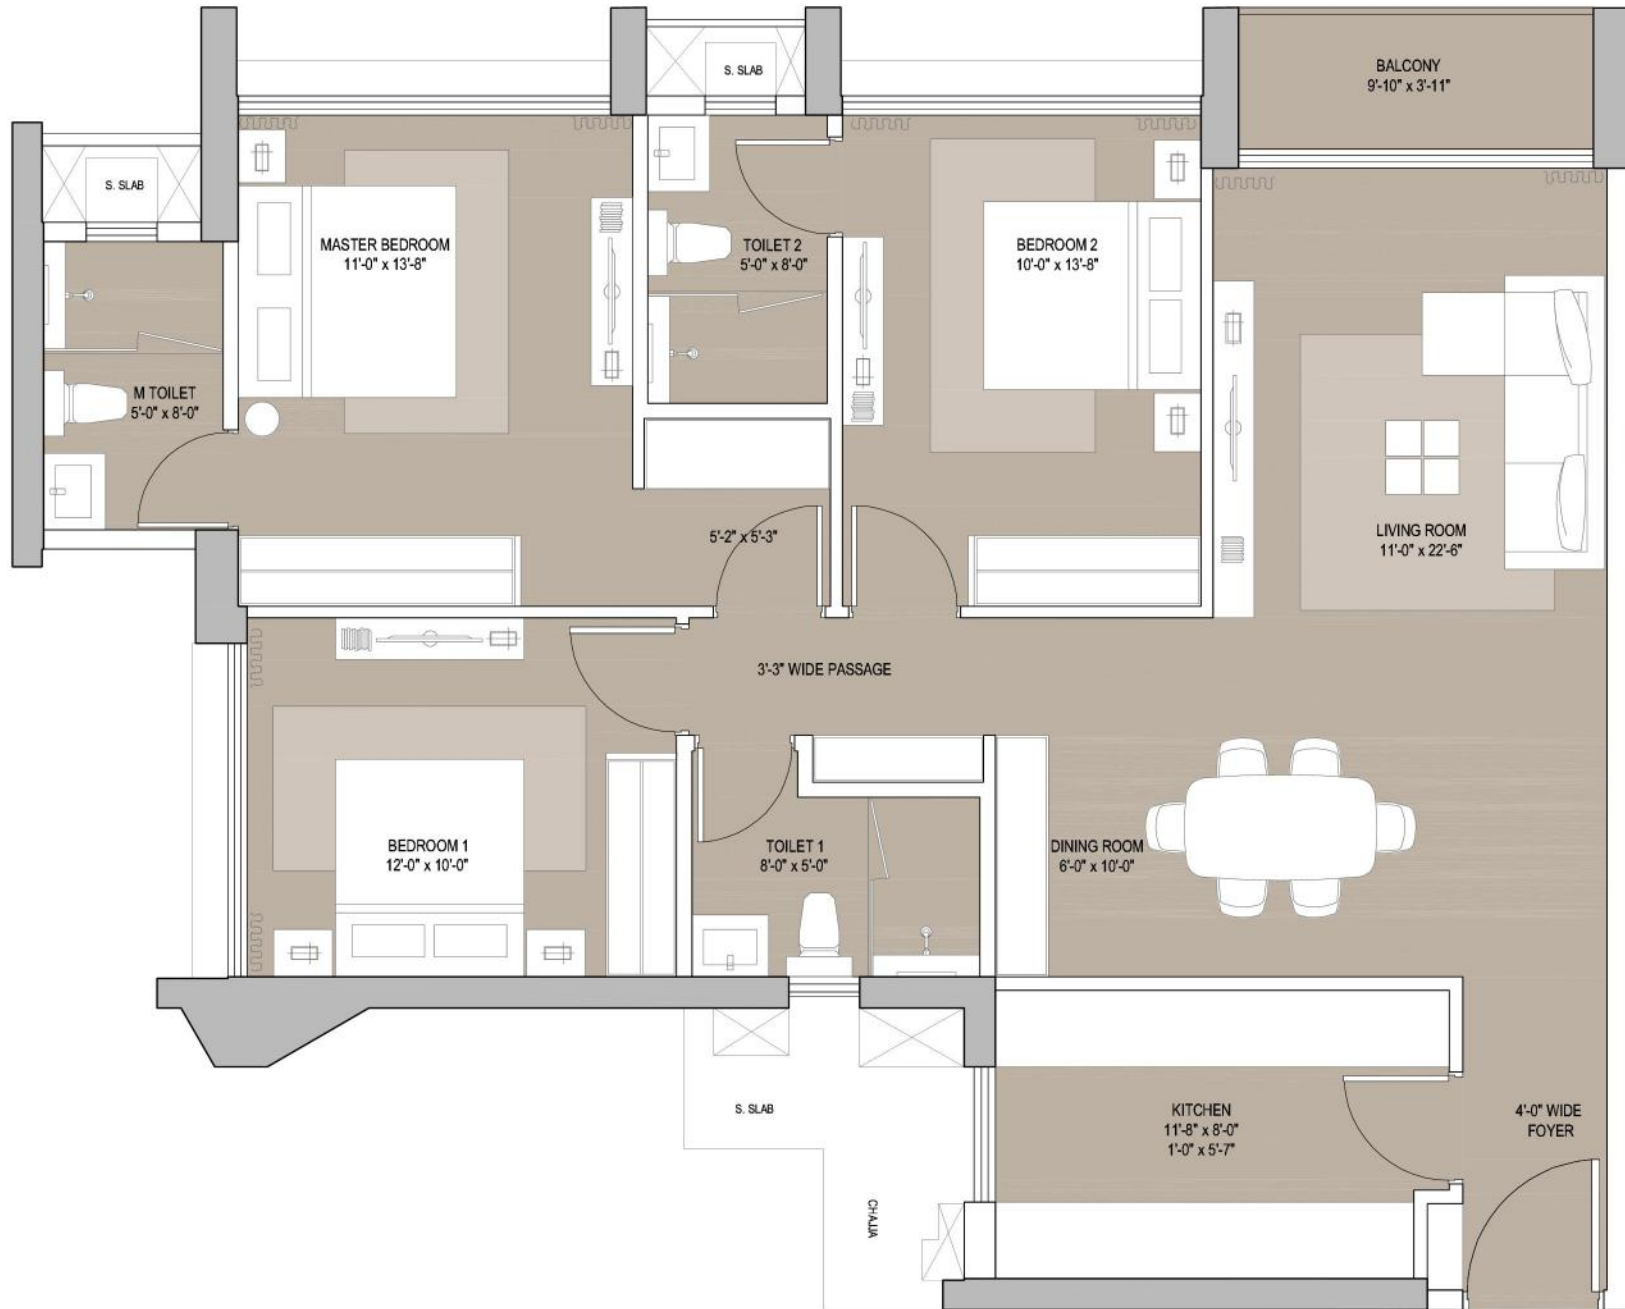 BALCONY
9'-10" x 3'-11"
S. SLAB
S. SLAB
MASTER BEDROOM
11'-0" x 13'-8"
TOILET 2
5'-0" x 8'-0"
BEDROOM 2
10'-0" x 13'-8"
M TOILET
5'-0" x 8'-0"
LIVING ROOM
11'-0" x 22'-6"
5'-2" x 5'-3"
3'-3" WIDE PASSAGE
BEDROOM 1
12'-0" x 10'-0"
TOILET 1
8'-0" x 5'-0"
DINING ROOM
6'-0" x 10'-0"
S. SLAB
KITCHEN
11'-8" x 8'-0"
1'-0" x 5'-7"
4'-0" WIDE
FOYER
CHAJJA